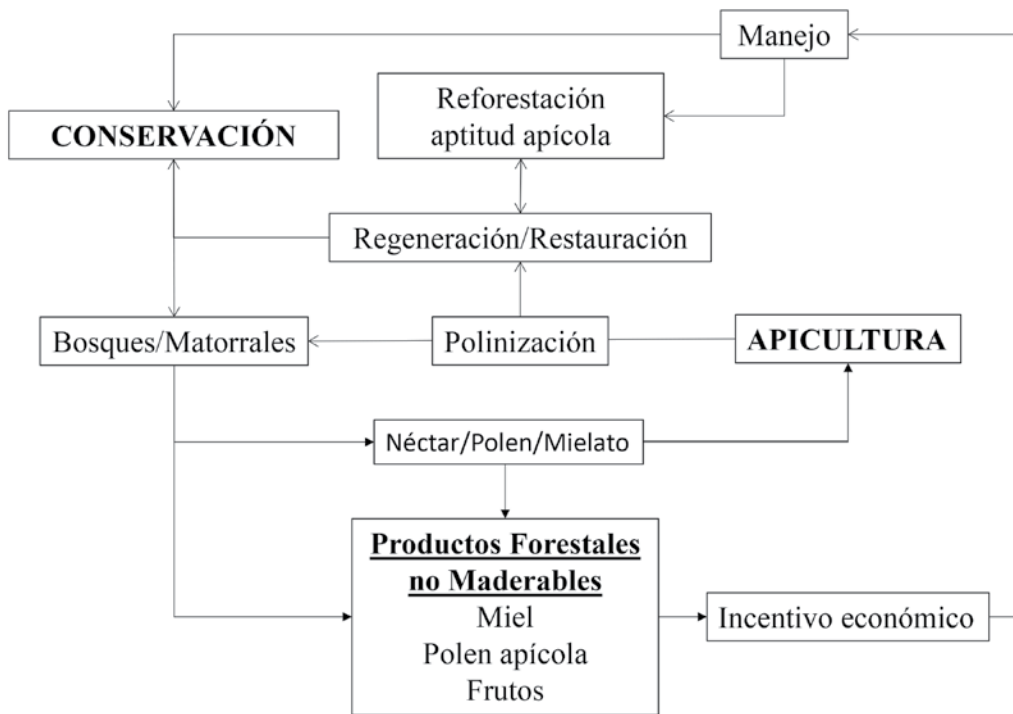 Manejo
Reforestación
aptitud apícola
CONSERVACIÓN
Regeneración/Restauración
Bosques/Matorrales
Polinización
APICULTURA
Néctar/Polen/Mielato
Productos Forestales
no Maderables
Miel
Polen apícola
Frutos
Incentivo económico